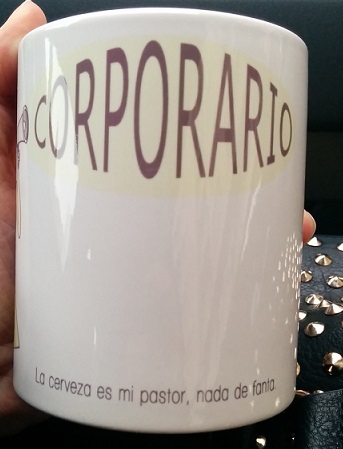 CORPORARIO
La cerveza es mi pastor, nada de fanta